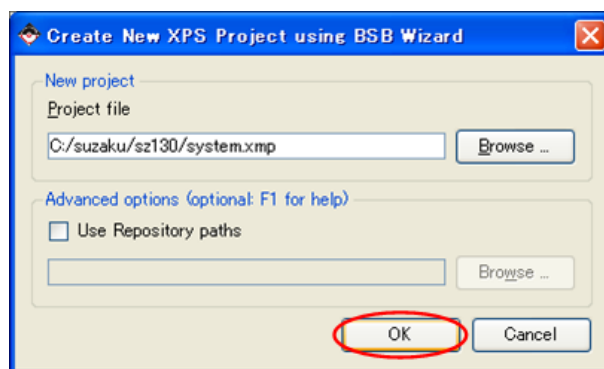 Create New XPS Project using BSB Wizard
New project
Project file
C:/suzaku/sz130/system.xmp
Browse ...
Advanced options (optional: F1 for help)
Use Repository paths
Browse ...
OK
Cancel